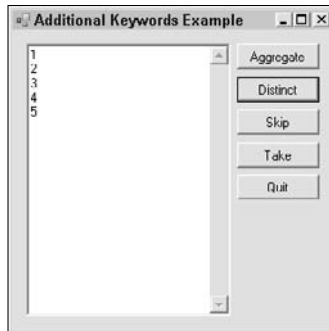 Additional Keywords Example
1
2
3
4
5
Aggregate
Distinct
Skip
Take
Quit